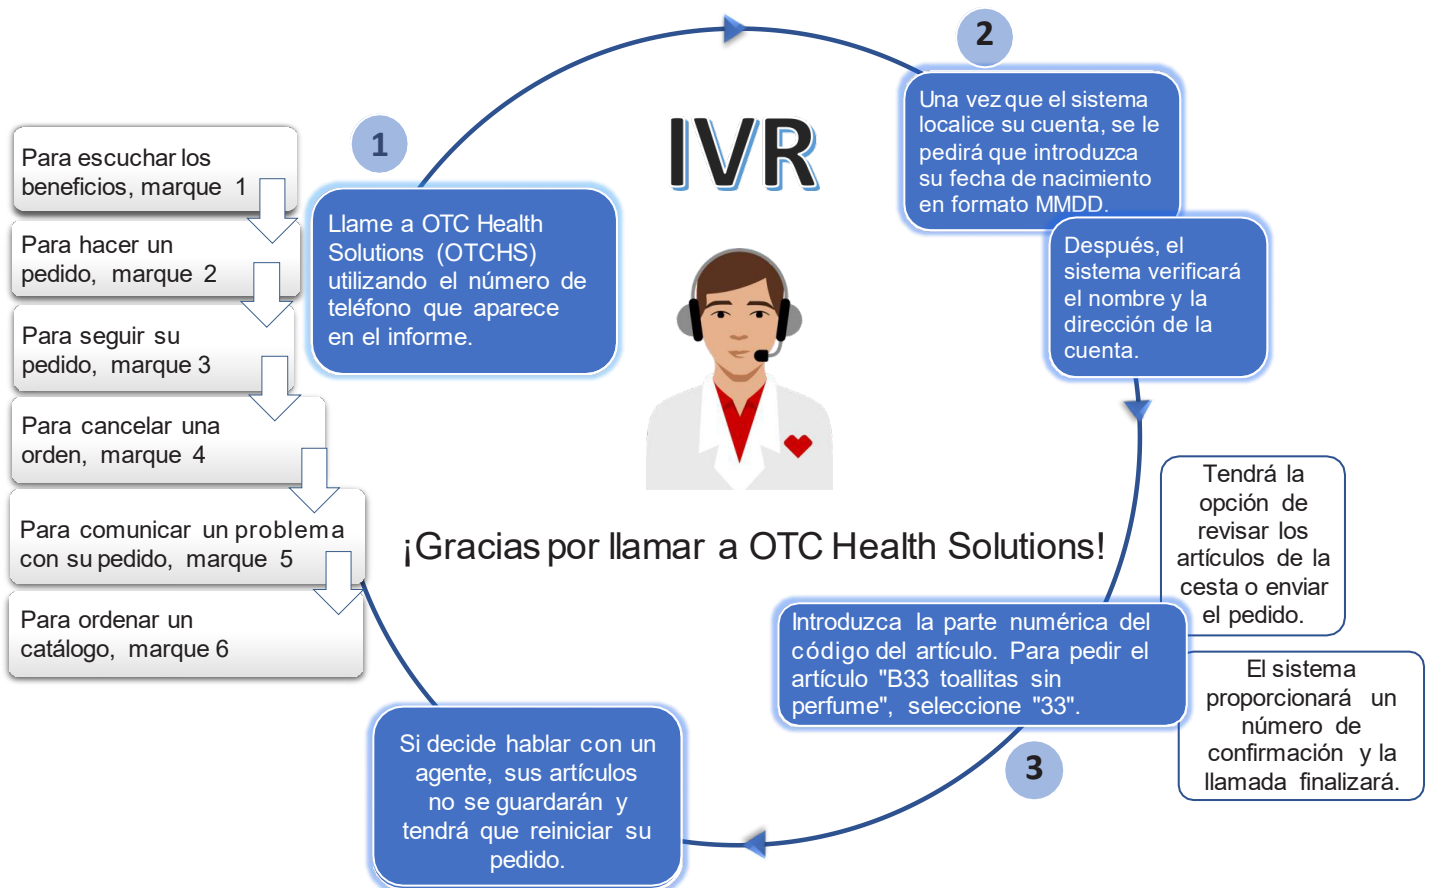 IVR
1
Llame a OTC Health
Solutions (OTCHS)
utilizando el número de
teléfono que aparece
en el informe.
Para escuchar los
beneficios, marque 1
Para hacer un
pedido, marque 2
Para seguir su
pedido, marque 3
Para cancelar una
orden, marque 4
Para comunicar un problema
con su pedido, marque 5
Para ordenar un
catálogo, marque 6
2
Una vez que el sistema
localice su cuenta, se le
pedirá que introduzca
su fecha de nacimiento
en formato MMDD.
Después, el
sistema verificará
el nombre y la
dirección de la
cuenta.
3
Introduzca la parte numérica del
código del artículo. Para pedir el
artículo "B33 toallitas sin
perfume", seleccione "33".
Tendrá la
opción de
revisar los
artículos de la
cesta o enviar
el pedido.
El sistema
proporcionará un
número de
confirmación y la
llamada finalizará.
Si decide hablar con un
agente, sus artículos
no se guardarán y
tendrá que reiniciar su
pedido.
¡Gracias por llamar a OTC Health Solutions!